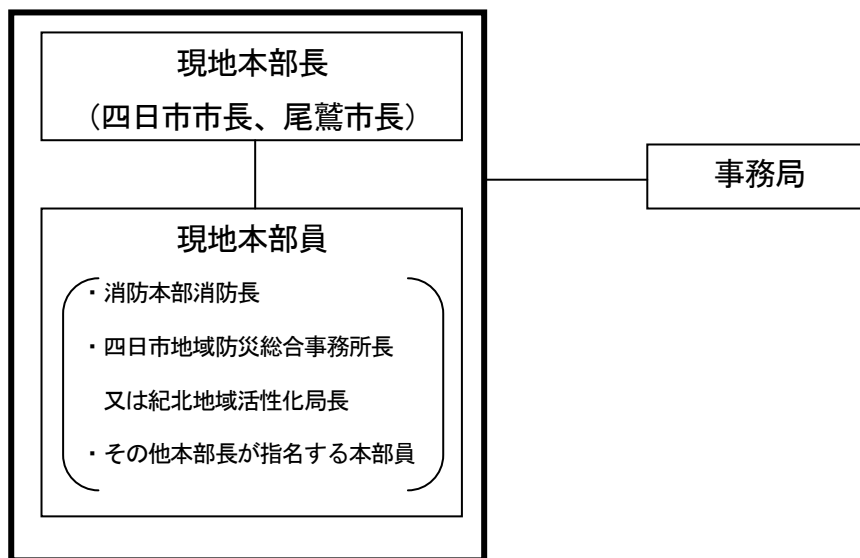 現地本部長
（四日市市長、尾鷲市長）
事務局
現地本部員
・消防本部消防長
・四日市地域防災総合事務所長
又は紀北地域活性化局長
・その他本部長が指名する本部員